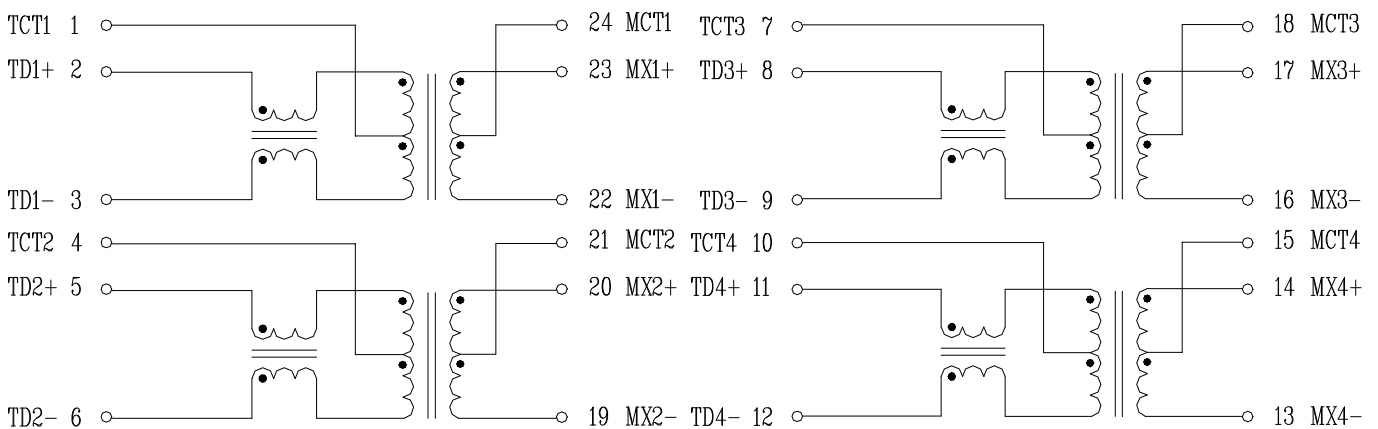 TCT1 1 24 MCT1 TCT3 7 18 MCT3
TD1+ 2 23 MX1+ TD3+ 8 17 MX3+
TD1- 3 22 MX1- TD3- 9 16 MX3-
TCT2 4 21 MCT2 TCT4 10 15 MCT4
TD2+ 5 20 MX2+ TD4+ 11 14 MX4+
TD2- 6 19 MX2- TD4- 12 13 MX4-